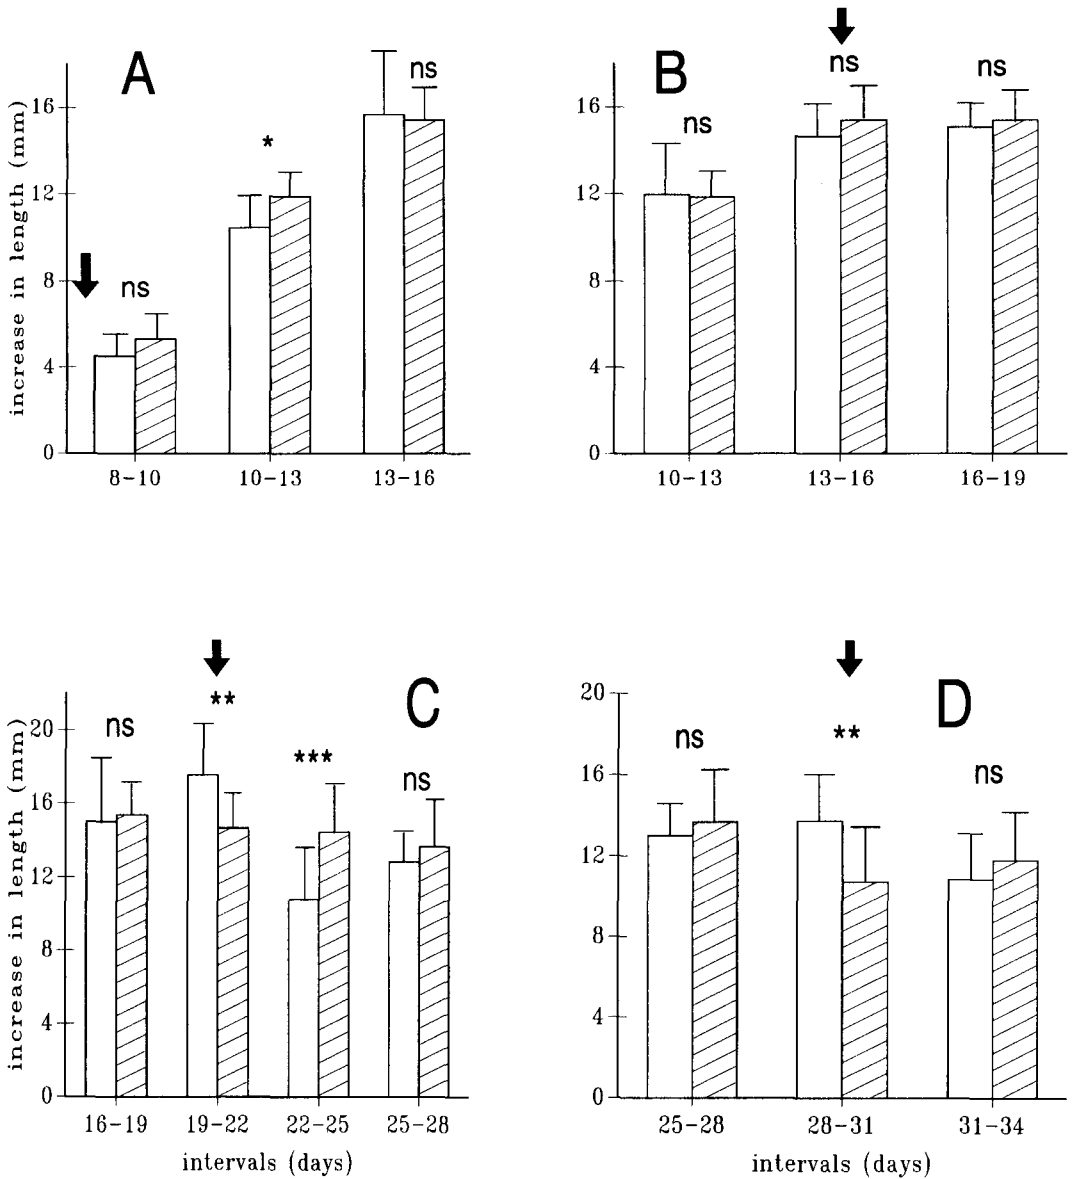 A
increase in length (mm)
16
12
8
4
0
ns
*
ns
8-10
10-13
13-16
B
16
12
8
4
0
ns
ns
ns
10-13
13-16
16-19
C
increase in length (mm)
20
16
12
8
4
0
ns
**
***
ns
16-19
19-22
22-25
25-28
intervals (days)
D
20
16
12
8
4
0
ns
**
ns
25-28
28-31
31-34
intervals (days)